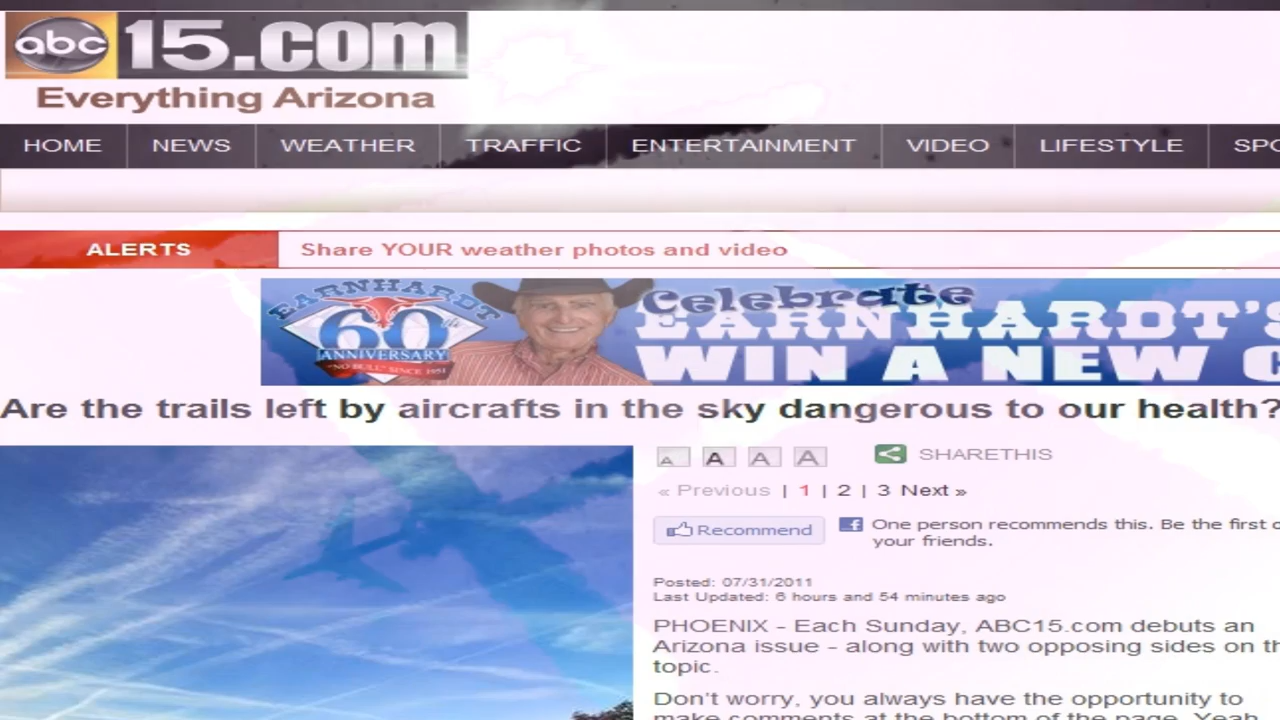 abc 15.com
Everything Arizona
HOME NEWS WEATHER TRAFFIC ENTERTAINMENT VIDEO LIFESTYLE SPO
ALERTS Share YOUR weather photos and video
EARNHARDT
60th
ANNIVERSARY
"NO BULL" SINCE 1951
Celebrate
EARNHARDT'S
WIN A NEW C
Are the trails left by aircrafts in the sky dangerous to our health?
A A A A SHARETHIS
« Previous | 1 | 2 | 3 Next »
Recommend One person recommends this. Be the first o
your friends.
Posted: 07/31/2011
Last Updated: 6 hours and 54 minutes ago
PHOENIX - Each Sunday, ABC15.com debuts an
Arizona issue - along with two opposing sides on th
topic.
Don't worry, you always have the opportunity to
make comments at the bottom of the page. Yeah